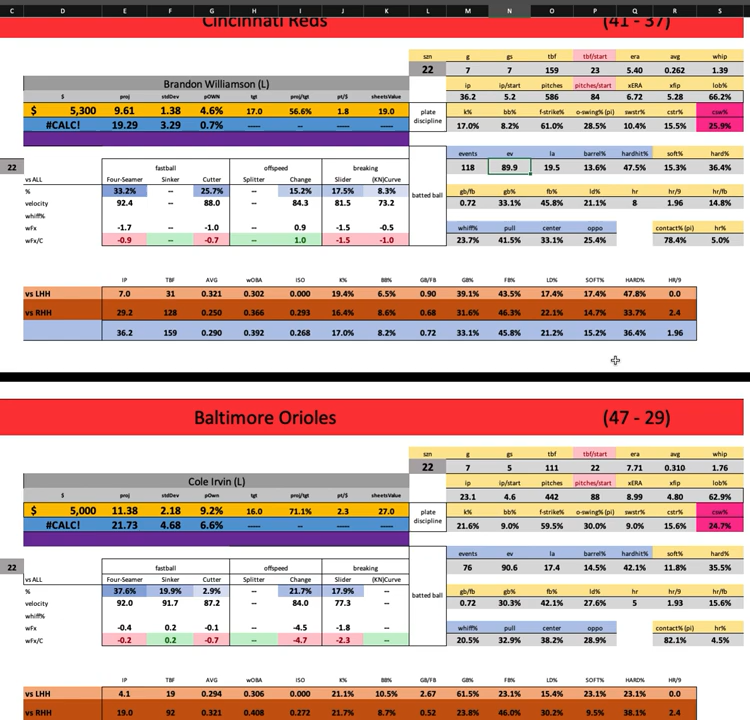 C D E F G H I J K L M N O P Q R S
Cincinnati Reds (41 - 37)
szn g gs tbf tbf/start era avg whip
22 7 7 159 23 5.40 0.262 1.39
Brandon Williamson (L) ip ip/start pitches pitches/start xERA xfip lob%
$ proj stdDev pOWN tgt proj/tgt pt/$ sheetsValue 36.2 5.2 586 84 6.72 5.28 66.2%
$ 5,300 9.61 1.38 4.6% 17.0 56.6% 1.8 19.0 plate discipline k% bb% f-strike% o-swing% (pi) swstr% cstr% csw%
#CALC! 19.29 3.29 0.7% ---- -- ---- ---- 17.0% 8.2% 61.0% 28.5% 10.4% 15.5% 25.9%
events ev la barrel% hardhit% soft% hard%
22 fastball offspeed breaking 118 89.9 19.5 13.6% 47.5% 15.3% 36.4%
vs ALL Four-Seamer Sinker Cutter Splitter Change Slider (KN)Curve
% 33.2% -- 25.7% -- 15.2% 17.5% 8.3% batted ball gb/fb gb% fb% ld% hr hr/9 hr/fb
velocity 92.4 -- 88.0 -- 84.3 81.5 73.2 0.72 33.1% 45.8% 21.1% 8 1.96 14.8%
whiff%
wFx -1.7 -- -1.0 0.9 -1.5 -0.5 whiff% pull center oppo contact% (pi) hr%
wFx/C -0.9 -- -0.7 1.0 -1.5 -1.0 23.7% 41.5% 33.1% 25.4% 78.4% 5.0%
IP TBF AVG wOBA ISO K% BB% GB/FB GB% FB% LD% SOFT% HARD% HR/9
vs LHH 7.0 31 0.321 0.302 0.000 19.4% 6.5% 0.90 39.1% 43.5% 17.4% 17.4% 47.8% 0.0
vs RHH 29.2 128 0.250 0.366 0.293 16.4% 8.6% 0.68 31.6% 46.3% 22.1% 14.7% 33.7% 2.4
36.2 159 0.290 0.392 0.268 17.0% 8.2% 0.72 33.1% 45.8% 21.2% 15.2% 36.4% 1.96
Baltimore Orioles (47 - 29)
szn g gs tbf tbf/start era avg whip
22 7 5 111 22 7.71 0.310 1.76
Cole Irvin (L) ip ip/start pitches pitches/start xERA xfip lob%
$ proj stdDev pOwn tgt proj/tgt pt/$ sheetsValue 23.1 4.6 442 88 8.99 4.80 62.9%
$ 5,000 11.38 2.18 9.2% 16.0 71.1% 2.3 27.0 plate discipline k% bb% f-strike% o-swing% (pi) swstr% cstr% csw%
#CALC! 21.73 4.68 6.6% ---- -- ---- ---- 21.6% 9.0% 59.5% 30.0% 9.0% 15.6% 24.7%
events ev la barrel% hardhit% soft% hard%
22 fastball offspeed breaking 76 90.6 17.4 14.5% 42.1% 11.8% 35.5%
vs ALL Four-Seamer Sinker Cutter Splitter Change Slider (KN)Curve
% 37.6% 19.9% 2.9% -- 21.7% 17.9% -- batted ball gb/fb gb% fb% ld% hr hr/9 hr/fb
velocity 92.0 91.7 87.2 -- 84.0 77.3 -- 0.72 30.3% 42.1% 27.6% 5 1.93 15.6%
whiff%
wFx -0.4 0.2 -0.1 -- -4.5 -1.8 -- whiff% pull center oppo contact% (pi) hr%
wFx/C -0.2 0.2 -0.7 -- -4.7 -2.3 -- 20.5% 32.9% 38.2% 28.9% 82.1% 4.5%
IP TBF AVG wOBA ISO K% BB% GB/FB GB% FB% LD% SOFT% HARD% HR/9
vs LHH 4.1 19 0.294 0.306 0.000 21.1% 10.5% 2.67 61.5% 23.1% 15.4% 23.1% 23.1% 0.0
vs RHH 19.0 92 0.321 0.408 0.272 21.7% 8.7% 0.52 23.8% 46.0% 30.2% 9.5% 38.1% 2.4